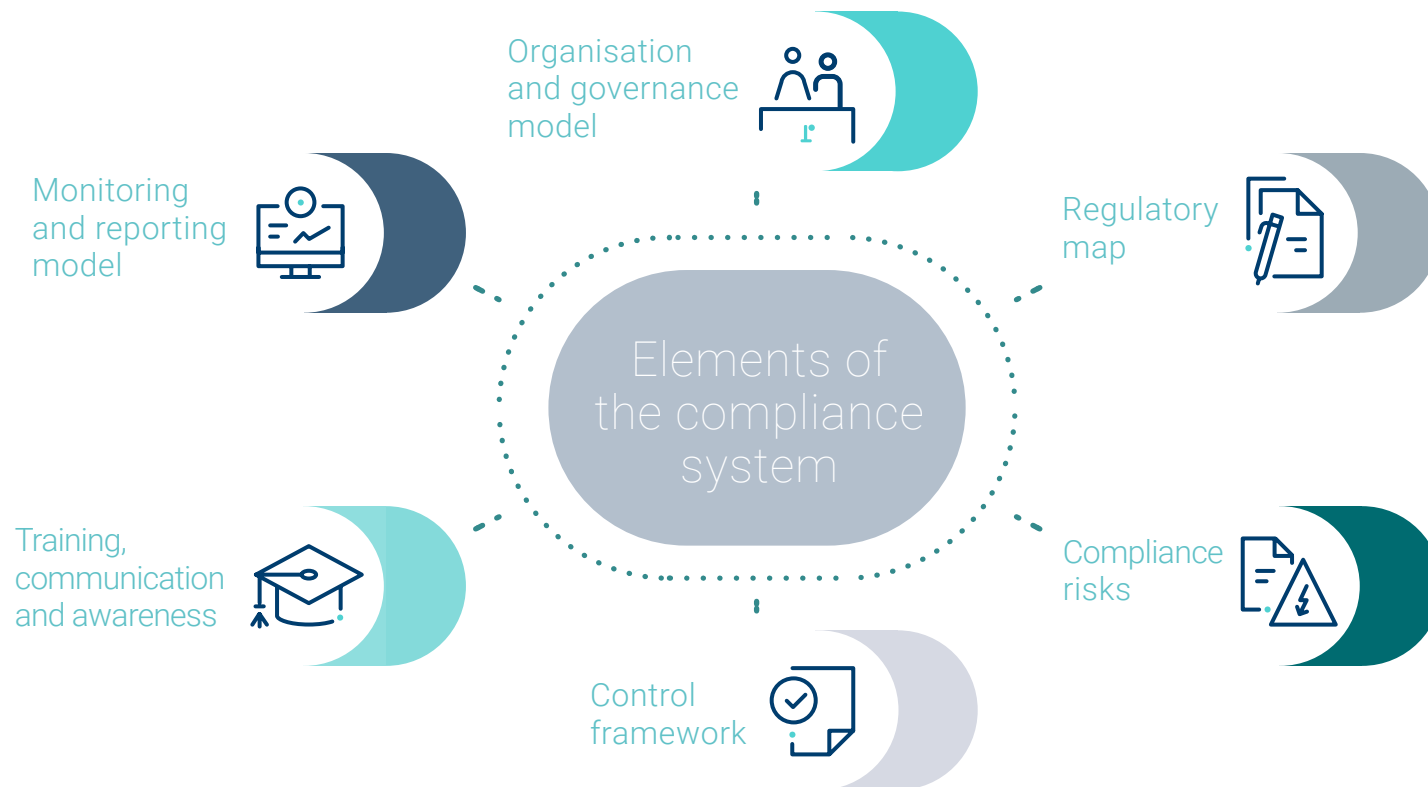 Organisation
and governance
model
Monitoring
and reporting
model
Regulatory
map
Elements of
the compliance
system
Training,
communication
and awareness
Compliance
risks
Control
framework